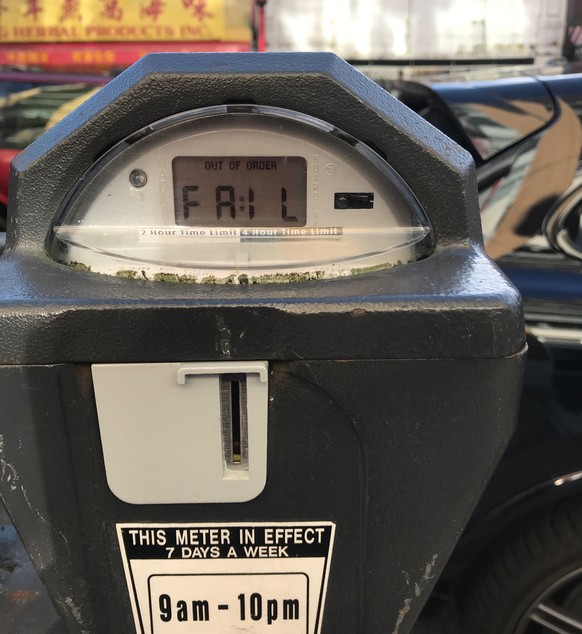 HERBAL PRODUCTS INC.
OUT OF ORDER
FAIL
2 Hour Time Limit 4 Hour Time Limit
THIS METER IN EFFECT
7 DAYS A WEEK
9am - 10pm